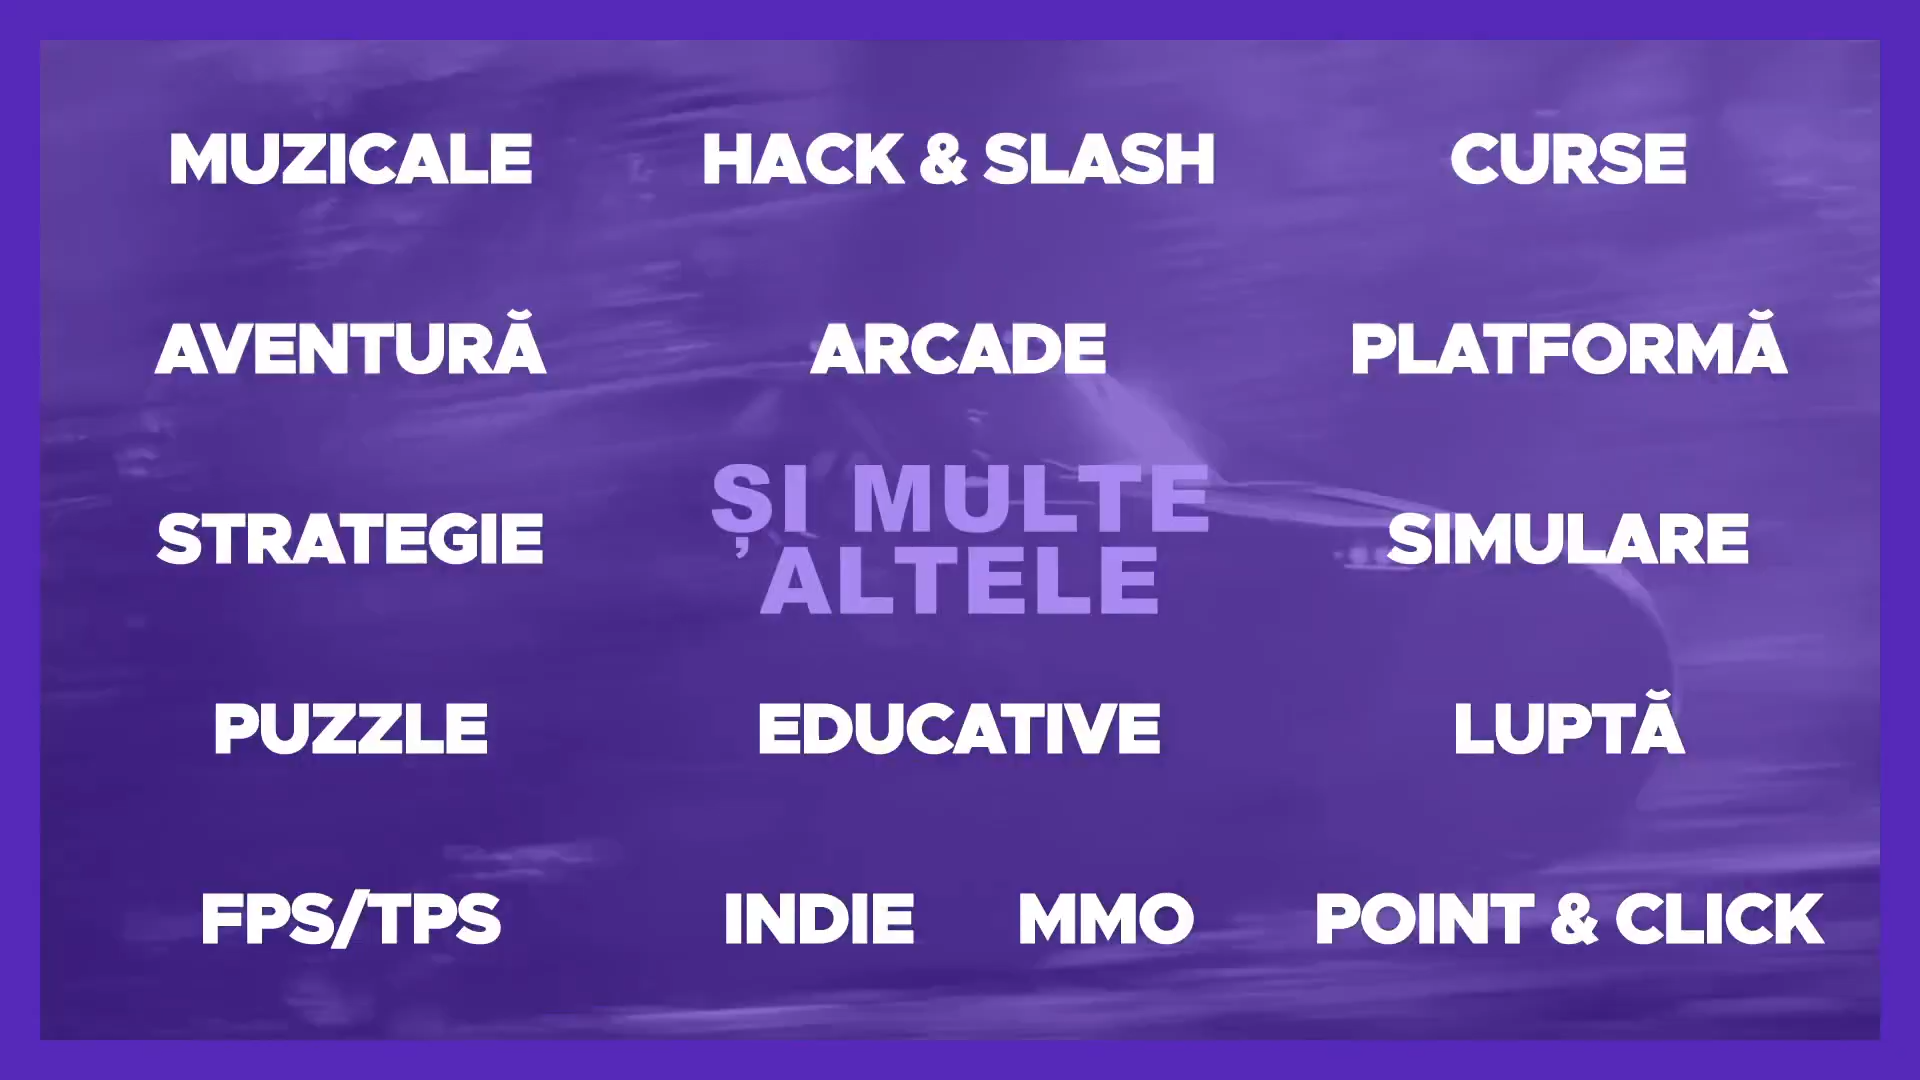 MUZICALE
HACK & SLASH
CURSE
AVENTURĂ
ARCADE
PLATFORMĂ
STRATEGIE
ȘI MULTE
ALTELE
SIMULARE
PUZZLE
EDUCATIVE
LUPTĂ
FPS/TPS
INDIE
MMO
POINT & CLICK